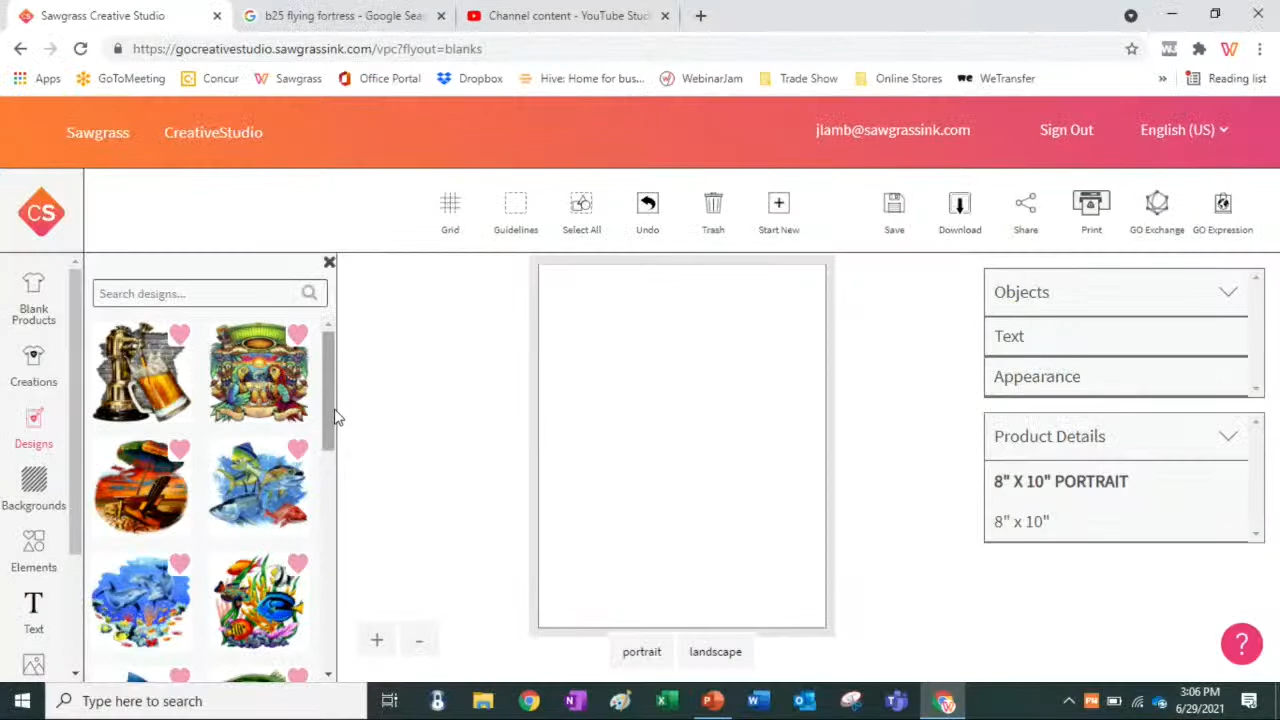 Sawgrass Creative Studio
b25 flying fortress - Google Sea
Channel content - YouTube Stud
https://gocreativestudio.sawgrassink.com/vpc?flyout=blanks
Apps GoToMeeting Concur Sawgrass Office Portal Dropbox Hive: Home for bus... WebinarJam Trade Show Online Stores WeTransfer » Reading list
Sawgrass CreativeStudio jlamb@sawgrassink.com Sign Out English (US)
CS
Grid Guidelines Select All Undo Trash Start New Save Download Share Print GO Exchange GO Expression
Search designs...
Blank
Products
Creations
Designs
Backgrounds
Elements
T
Text
Objects
Text
Appearance
Product Details
8" X 10" PORTRAIT
8" x 10"
+ -
portrait landscape
?
Type here to search
3:06 PM
6/29/2021